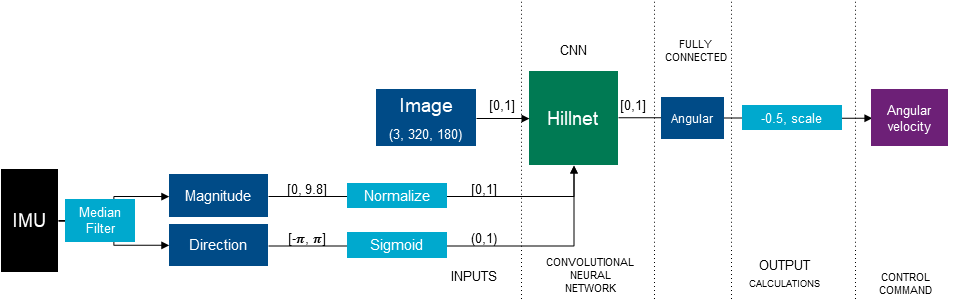 CNN
FULLY
CONNECTED
Image
(3, 320, 180)
[0,1]
Hillnet
[0,1]
Angular
-0.5, scale
Angular
velocity
IMU
Median
Filter
Magnitude
[0, 9.8]
Normalize
[0,1]
Direction
[-π, π]
Sigmoid
(0,1)
INPUTS
CONVOLUTIONAL
NEURAL
NETWORK
OUTPUT
CALCULATIONS
CONTROL
COMMAND